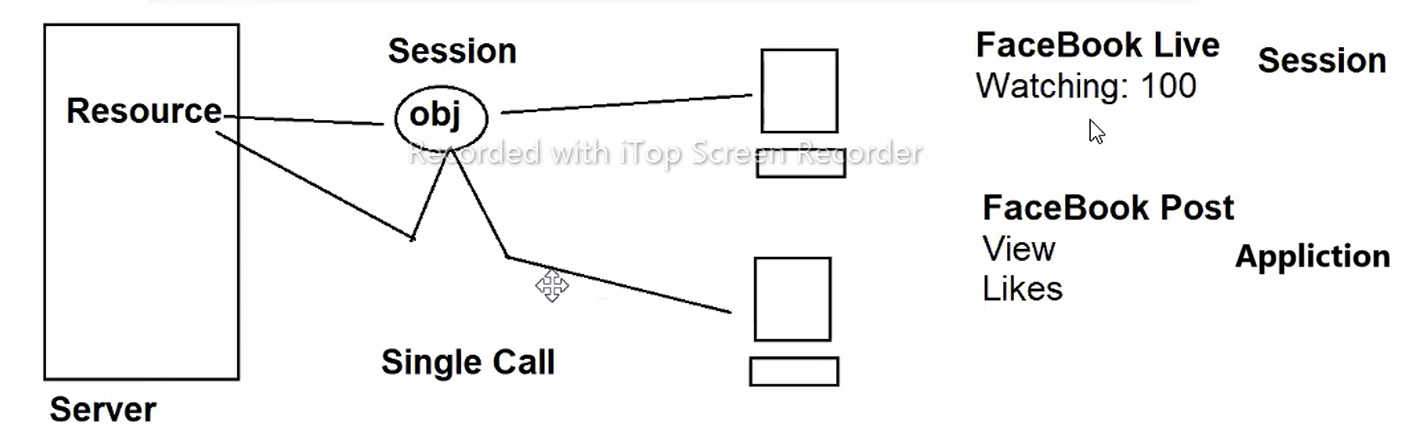 Session
obj
Resource
Recorded with iTop Screen Recorder
Single Call
Server
FaceBook Live
Watching: 100
Session
FaceBook Post
View
Likes
Appliction